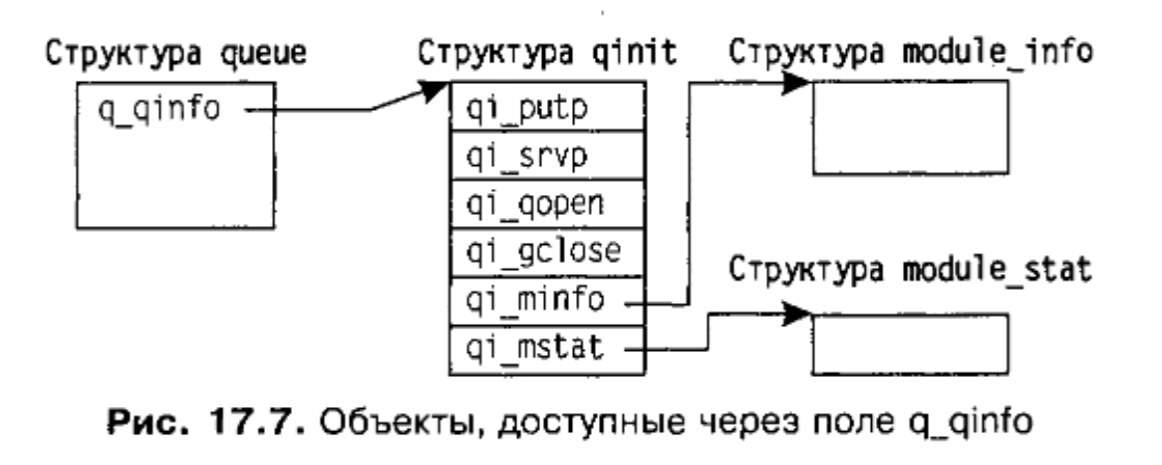 Структура queue Структура qinit Структура module_info
q_qinfo
qi_putp
qi_srvp
qi_qopen
qi_gclose
qi_minfo
qi_mstat
Структура module_stat
Рис. 17.7. Объекты, доступные через поле q_qinfo